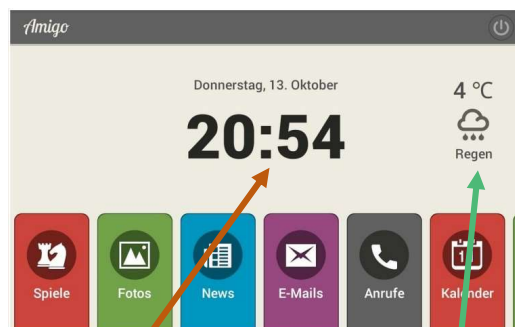 Amigo
Donnerstag, 13. Oktober
4 °C
20:54
Regen
Spiele
Fotos
News
E-Mails
Anrufe
Kalender